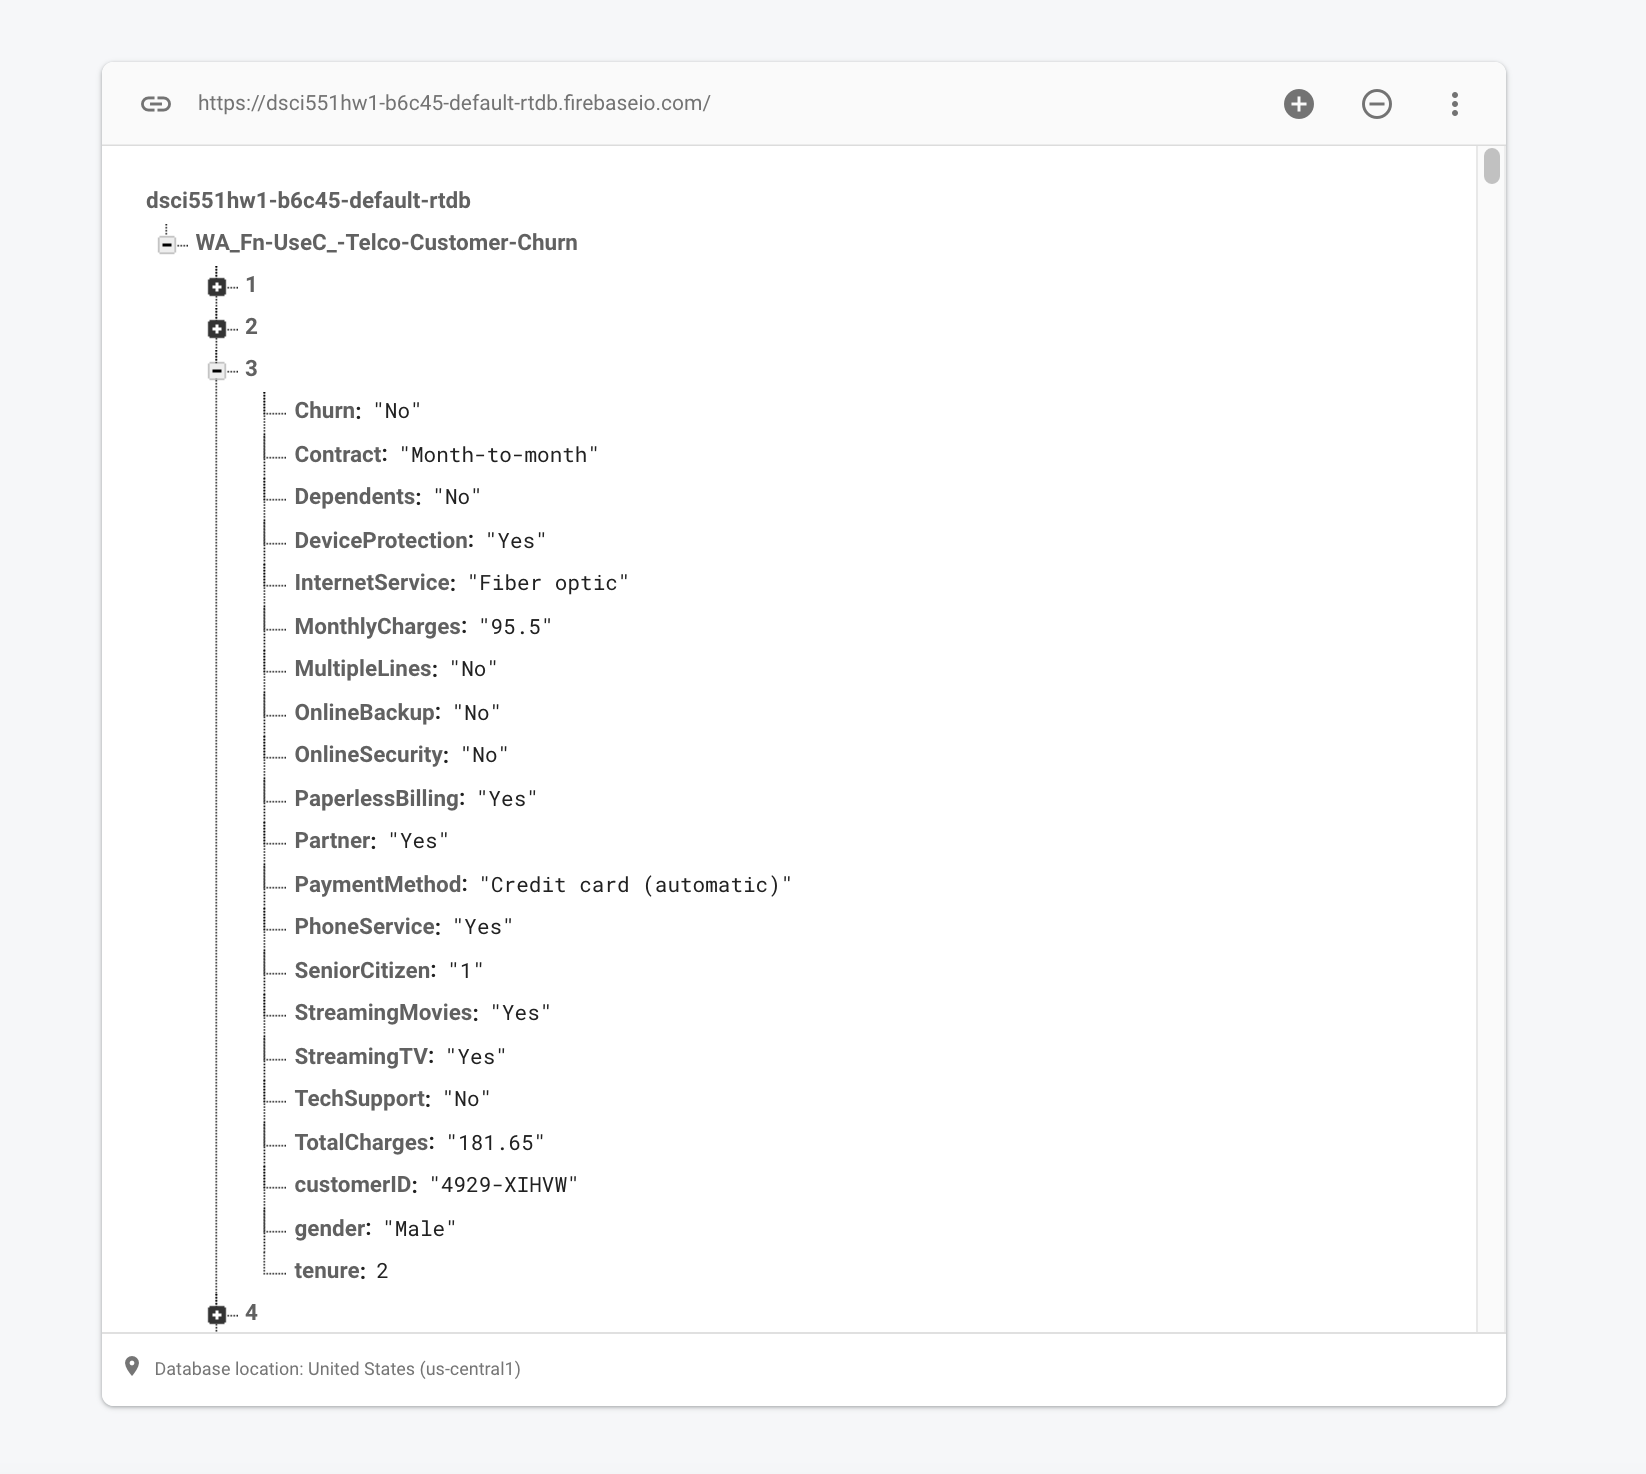 https://dsci551hw1-b6c45-default-rtdb.firebaseio.com/
dsci551hw1-b6c45-default-rtdb
WA_Fn-UseC_-Telco-Customer-Churn
1
2
3
Churn: "No"
Contract: "Month-to-month"
Dependents: "No"
DeviceProtection: "Yes"
InternetService: "Fiber optic"
MonthlyCharges: "95.5"
MultipleLines: "No"
OnlineBackup: "No"
OnlineSecurity: "No"
PaperlessBilling: "Yes"
Partner: "Yes"
PaymentMethod: "Credit card (automatic)"
PhoneService: "Yes"
SeniorCitizen: "1"
StreamingMovies: "Yes"
StreamingTV: "Yes"
TechSupport: "No"
TotalCharges: "181.65"
customerID: "4929-XIHVW"
gender: "Male"
tenure: 2
4
Database location: United States (us-central1)